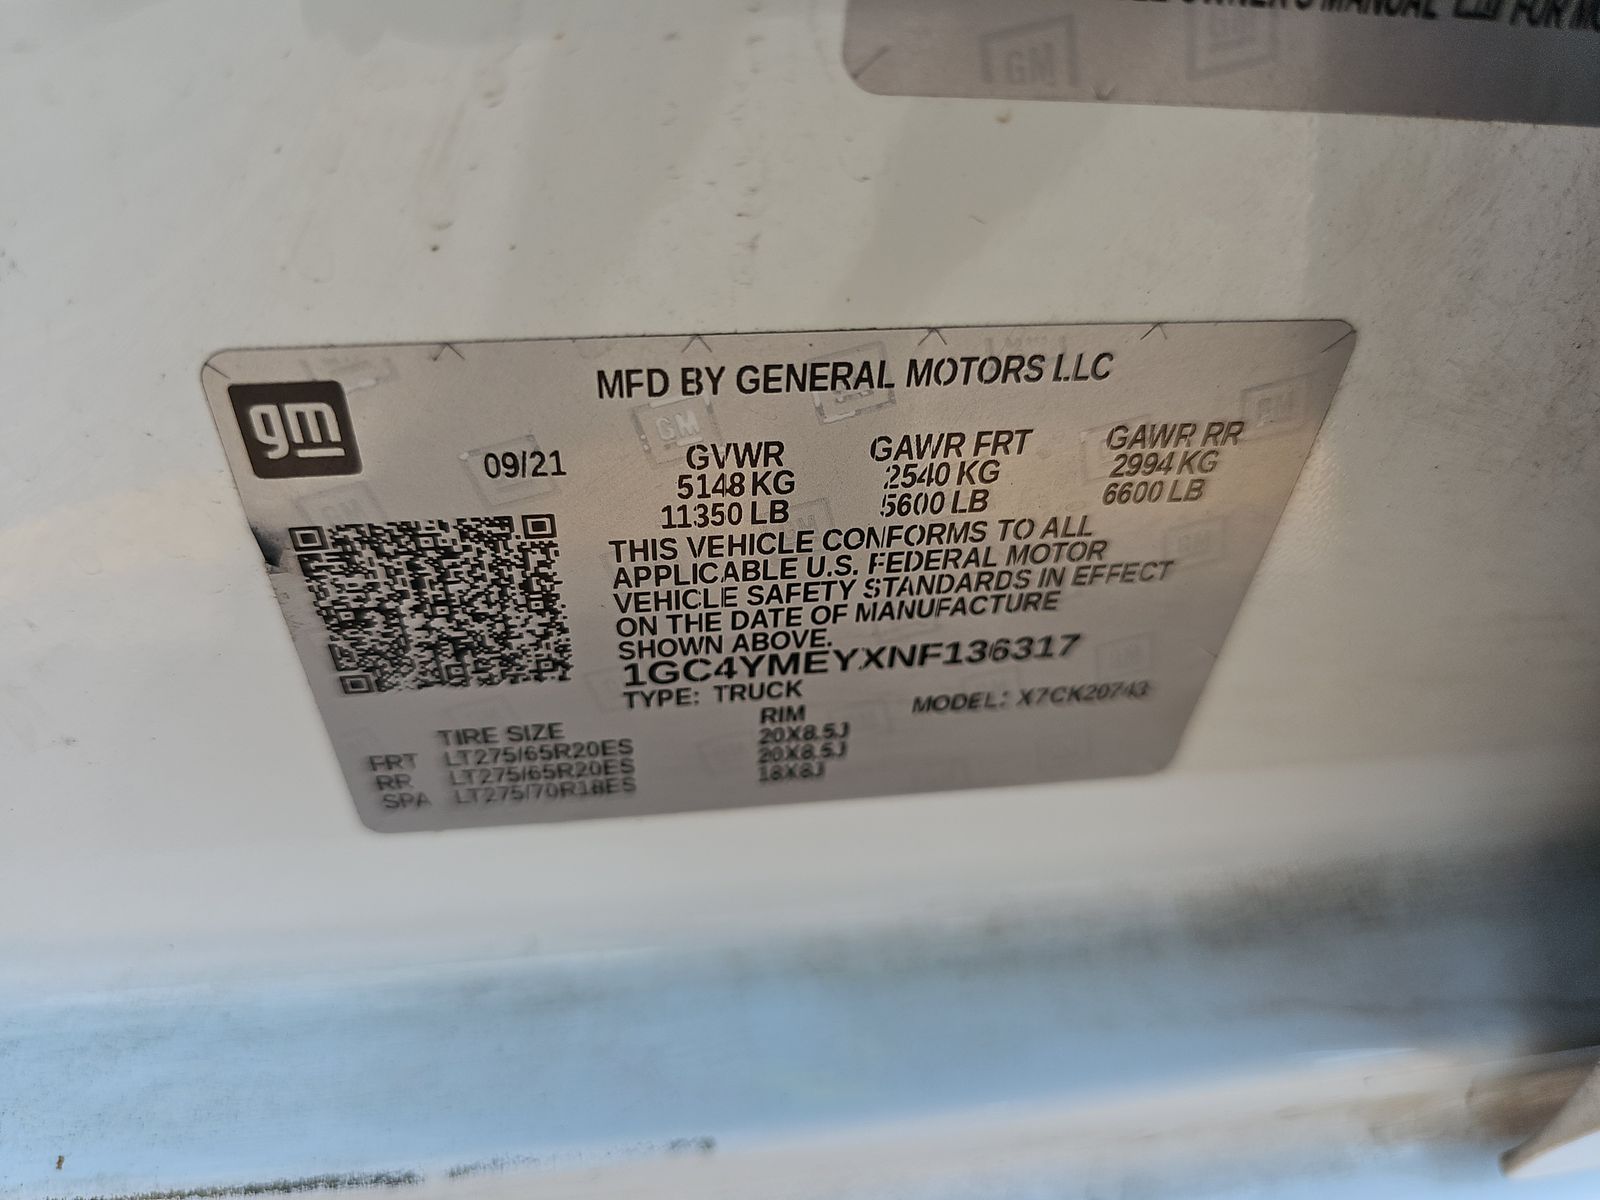 OWNER'S MANUAL FOR
gm
MFD BY GENERAL MOTORS LLC
09/21
GVWR GAWR FRT GAWR RR
5148 KG 2540 KG 2994 KG
11350 LB 5600 LB 6600 LB
THIS VEHICLE CONFORMS TO ALL
APPLICABLE U.S. FEDERAL MOTOR
VEHICLE SAFETY STANDARDS IN EFFECT
ON THE DATE OF MANUFACTURE
SHOWN ABOVE.
1GC4YMEYXNF136317
TYPE: TRUCK MODEL: X7CK20743
TIRE SIZE RIM
FRT LT275/65R20ES 20X8.5J
RR LT275/65R20ES 20X8.5J
SPA LT275/70R18ES 18X8J